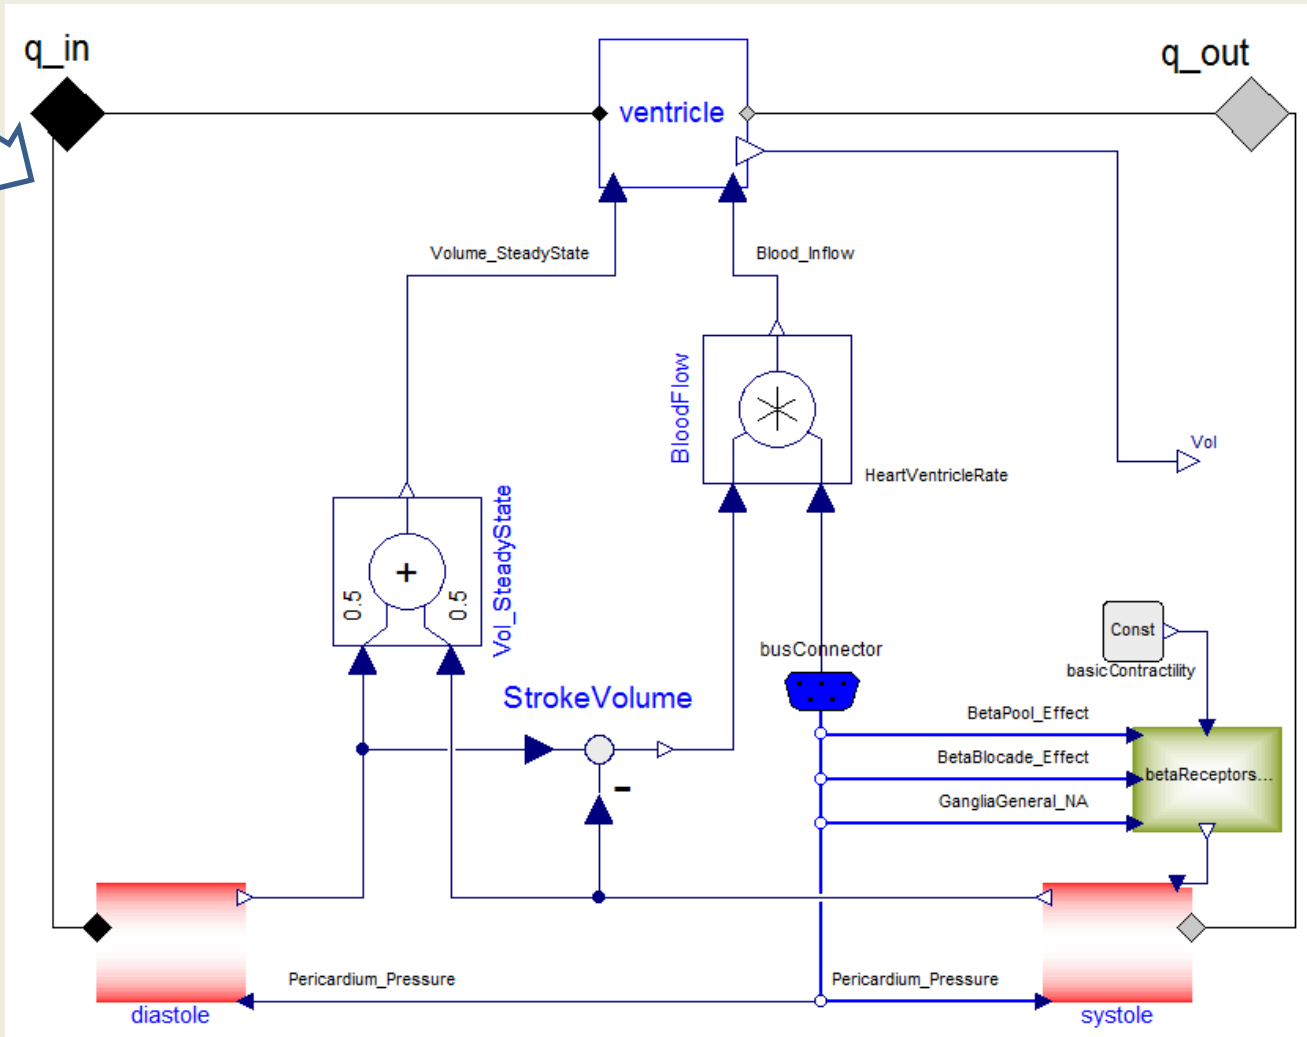 q_in
q_out
ventricle
Volume_SteadyState
Blood_Inflow
BloodFlow
Vol
HeartVentricleRate
Vol_SteadyState
+
0.5
0.5
Const
busConnector
basicContractility
StrokeVolume
BetaPool_Effect
BetaBlocade_Effect
betaReceptors...
-
GangliaGeneral_NA
Pericardium_Pressure
Pericardium_Pressure
diastole
systole